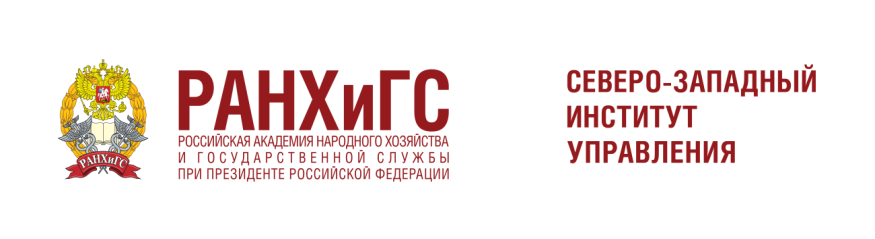 РАНХиГС
РАНХиГС
РОССИЙСКАЯ АКАДЕМИЯ НАРОДНОГО ХОЗЯЙСТВА
И ГОСУДАРСТВЕННОЙ СЛУЖБЫ
ПРИ ПРЕЗИДЕНТЕ РОССИЙСКОЙ ФЕДЕРАЦИИ
СЕВЕРО-ЗАПАДНЫЙ
ИНСТИТУТ
УПРАВЛЕНИЯ